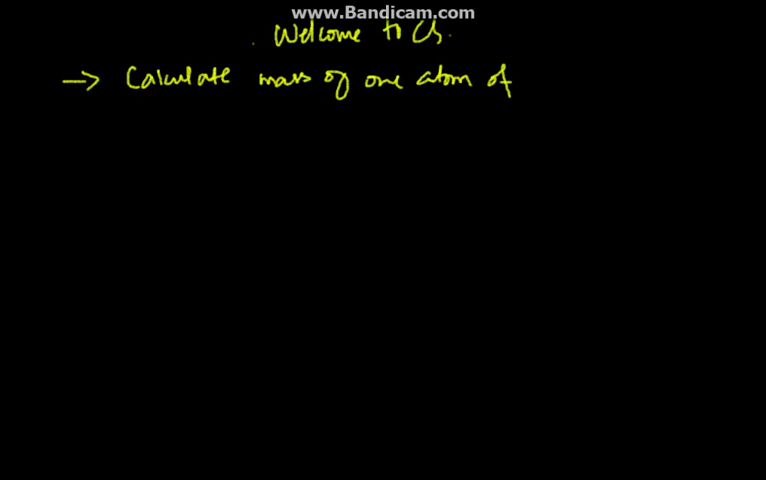 www.Bandicam.com
Welcome to Cs.
→ Calculate mass of one atom of